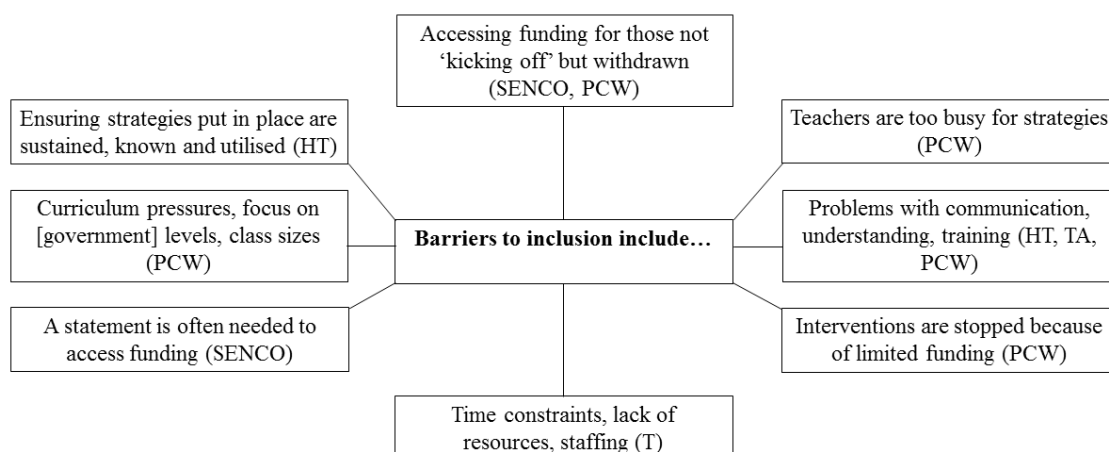 Accessing funding for those not
‘kicking off’ but withdrawn
(SENCO, PCW)
Ensuring strategies put in place are
sustained, known and utilised (HT)
Teachers are too busy for strategies
(PCW)
Curriculum pressures, focus on
[government] levels, class sizes
(PCW)
Barriers to inclusion include…
Problems with communication,
understanding, training (HT, TA,
PCW)
A statement is often needed to
access funding (SENCO)
Interventions are stopped because
of limited funding (PCW)
Time constraints, lack of
resources, staffing (T)